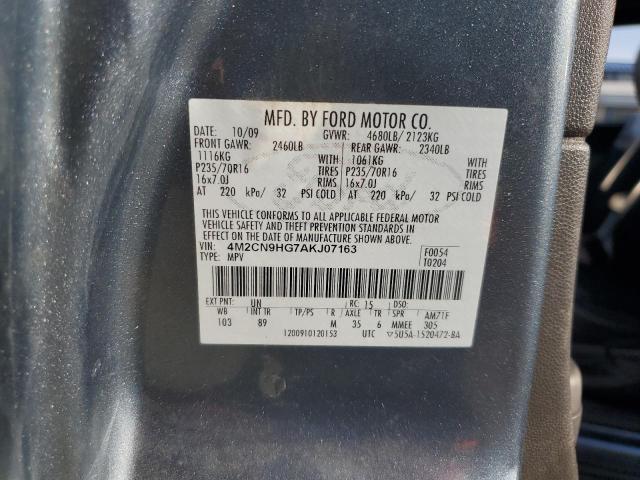 MFD. BY FORD MOTOR CO.
DATE: 10/09 GVWR: 4680LB/ 2123KG
FRONT GAWR: 2460LB REAR GAWR: 2340LB
1116KG WITH 1061KG WITH
P235/70R16 TIRES P235/70R16 TIRES
16x7.0J RIMS 16x7.0J RIMS
AT 220 kPa/ 32 PSI COLD AT 220 kPa/ 32 PSI COLD
THIS VEHICLE CONFORMS TO ALL APPLICABLE FEDERAL MOTOR
VEHICLE SAFETY AND THEFT PREVENTION STANDARDS IN
EFFECT ON THE DATE OF MANUFACTURE SHOWN ABOVE.
VIN: 4M2CN9HG7AKJ07163 F0054
TYPE: MPV T0204
EXT PNT: UN RC: 15 DSO:
WB INT TR TP/PS R AXLE TR SPR AM71F
103 89 M 35 6 MMEE 305
1200910120153 UTC ▽5U5A-1520472-BA